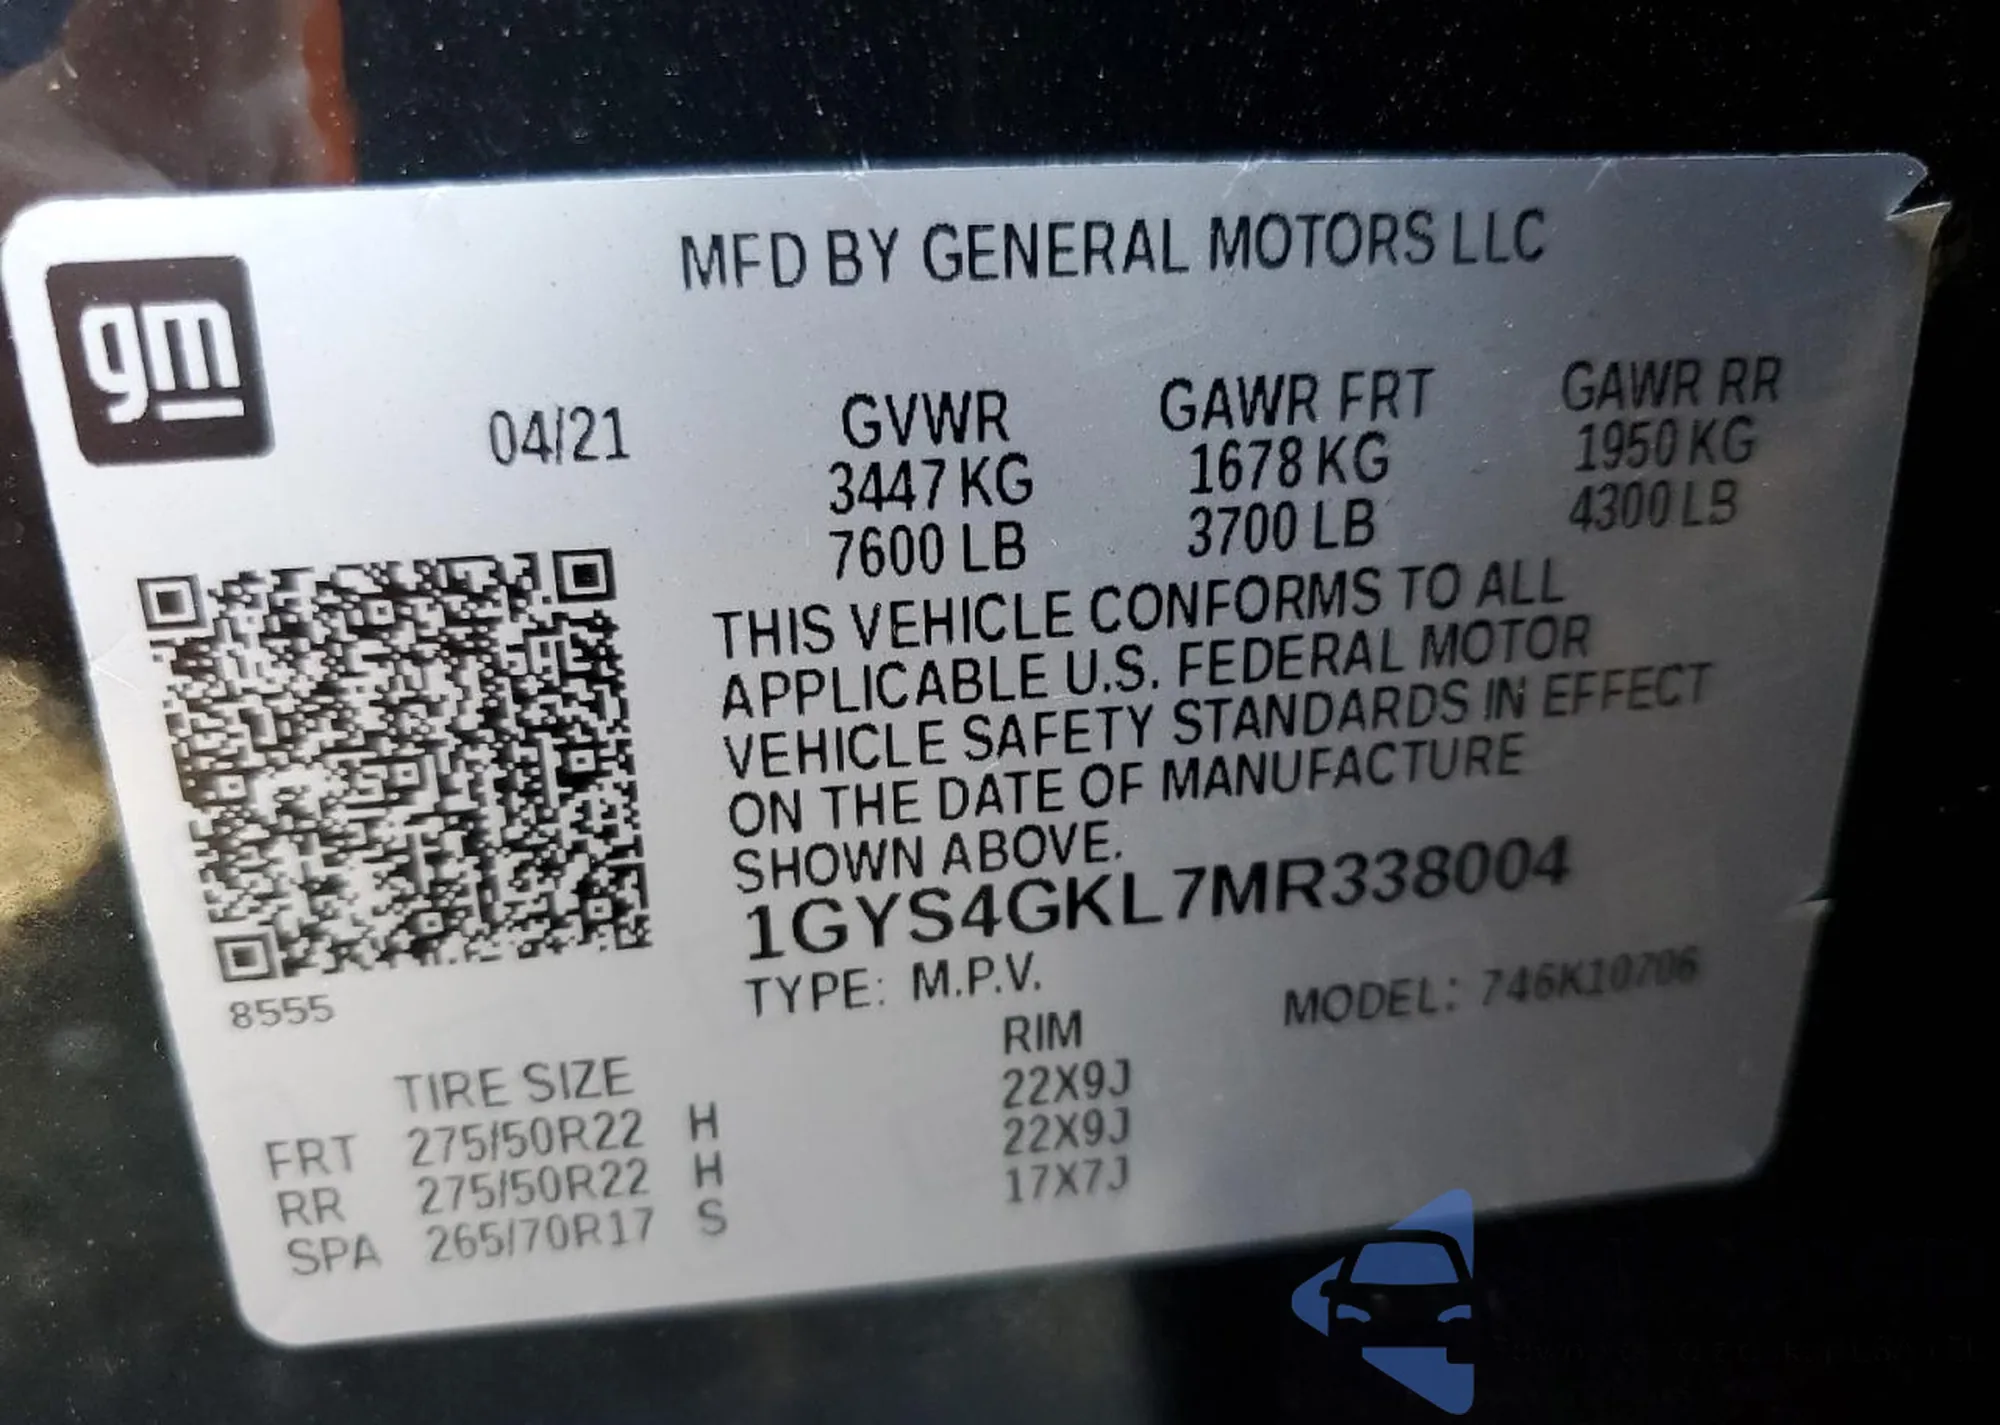 MFD BY GENERAL MOTORS LLC
gm
04/21
GVWR GAWR FRT GAWR RR
3447 KG 1678 KG 1950 KG
7600 LB 3700 LB 4300 LB
THIS VEHICLE CONFORMS TO ALL
APPLICABLE U.S. FEDERAL MOTOR
VEHICLE SAFETY STANDARDS IN EFFECT
ON THE DATE OF MANUFACTURE
SHOWN ABOVE.
1GYS4GKL7MR338004
8555
TYPE: M.P.V. MODEL: 746K10706
TIRE SIZE RIM
FRT 275/50R22 H 22X9J
RR 275/50R22 H 22X9J
SPA 265/70R17 S 17X7J